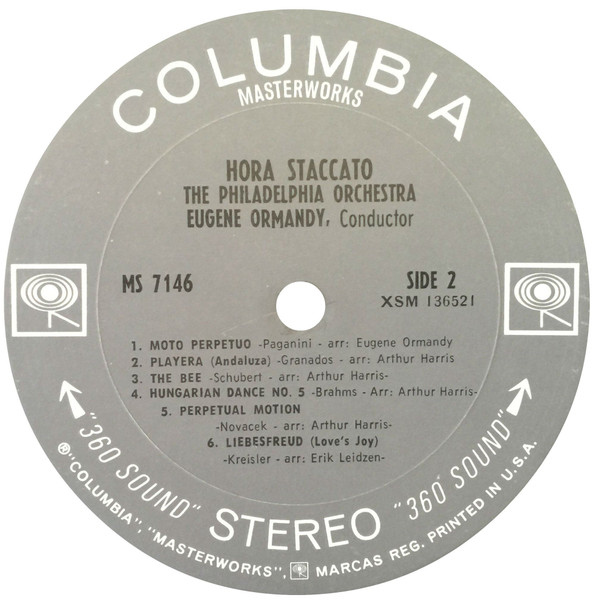 COLUMBIA
MASTERWORKS
HORA STACCATO
THE PHILADELPHIA ORCHESTRA
EUGENE ORMANDY, Conductor
MS 7146
SIDE 2
XSM 136521
1. MOTO PERPETUO -Paganini - arr: Eugene Ormandy
2. PLAYERA (Andaluza) -Granados - arr: Arthur Harris
3. THE BEE -Schubert - arr: Arthur Harris-
4. HUNGARIAN DANCE NO. 5 -Brahms - Arr: Arthur Harris-
5. PERPETUAL MOTION
-Novacek - arr: Arthur Harris-
6. LIEBESFREUD (Love's Joy)
-Kreisler - arr: Erik Leidzen-
"360 SOUND" STEREO "360 SOUND"
®"COLUMBIA", "MASTERWORKS", MARCAS REG. PRINTED IN U.S.A.